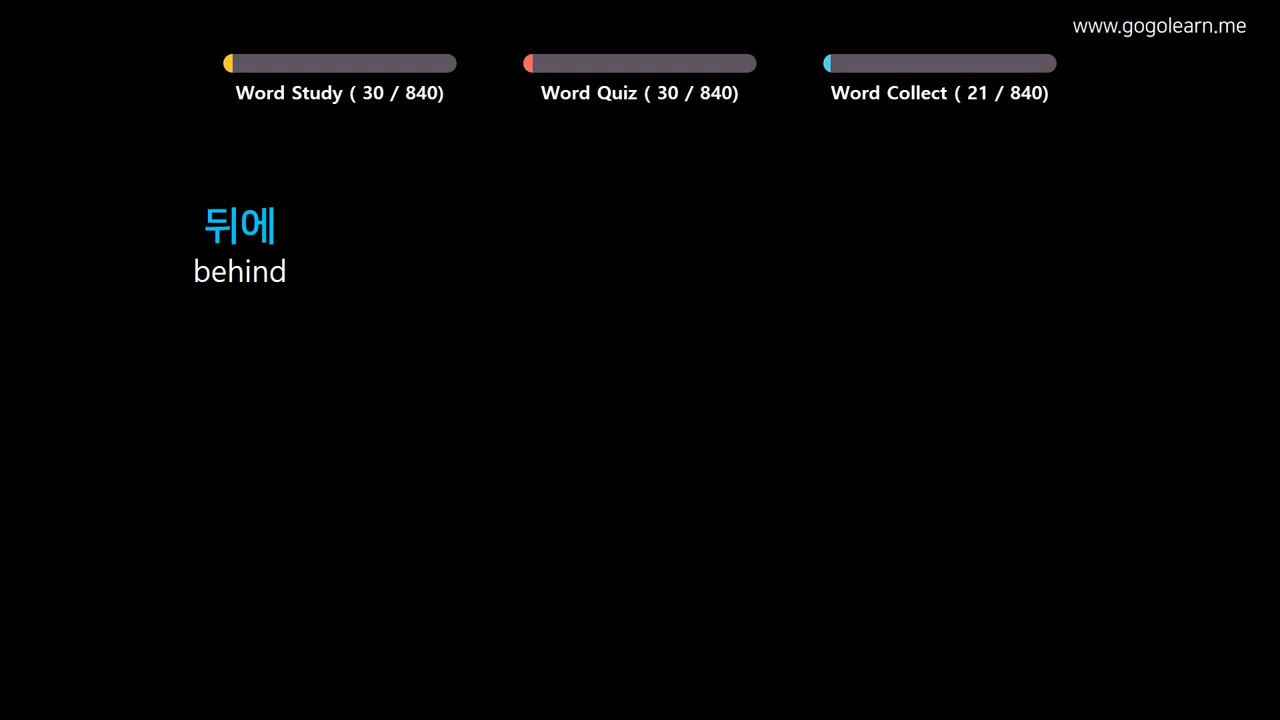 www.gogolearn.me
Word Study ( 30 / 840)
Word Quiz ( 30 / 840)
Word Collect ( 21 / 840)
뒤에
behind